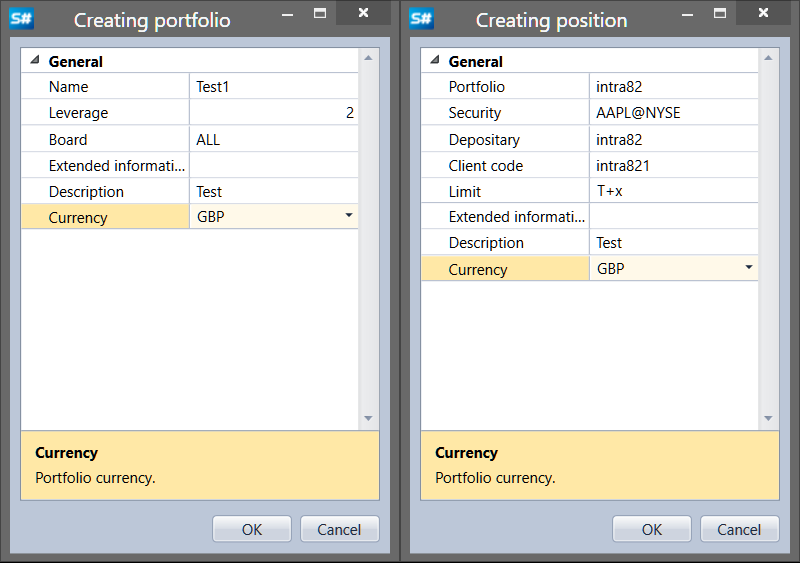 S# Creating portfolio
General
Name Test1
Leverage 2
Board ALL
Extended informati...
Description Test
Currency GBP
Currency
Portfolio currency.
OK Cancel
S# Creating position
General
Portfolio intra82
Security AAPL@NYSE
Depositary intra82
Client code intra821
Limit T+x
Extended informati...
Description Test
Currency GBP
Currency
Portfolio currency.
OK Cancel